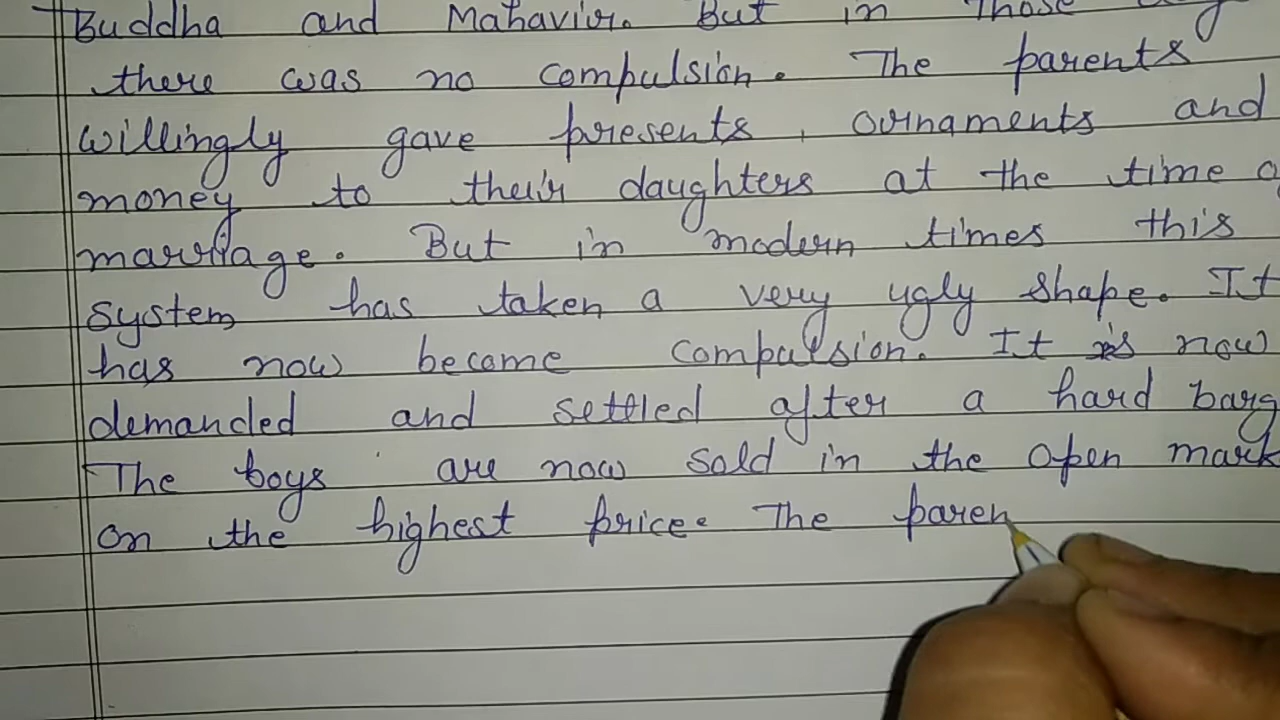 Buddha and Mahavir. But in those
there was no compulsion. The parents
willingly gave presents, ornaments and
money to their daughters at the time
marriage. But in modern times this
system has taken a very ugly shape. It
has now become compulsion. It is now
demanded and settled after a hard barg
The boys are now sold in the open mark
on the highest price. The paren